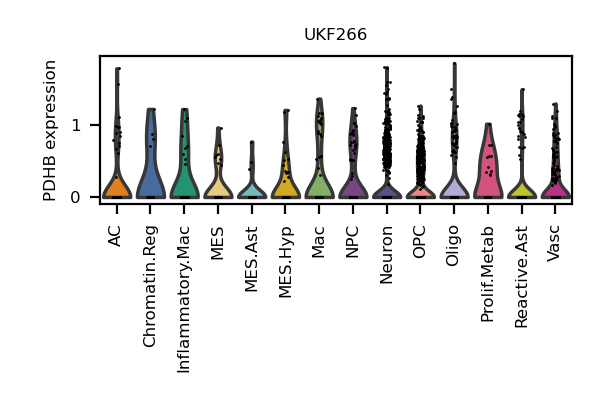 UKF266
PDHB expression
1
0
AC
Chromatin.Reg
Inflammatory.Mac
MES
MES.Ast
MES.Hyp
Mac
NPC
Neuron
OPC
Oligo
Prolif.Metab
Reactive.Ast
Vasc